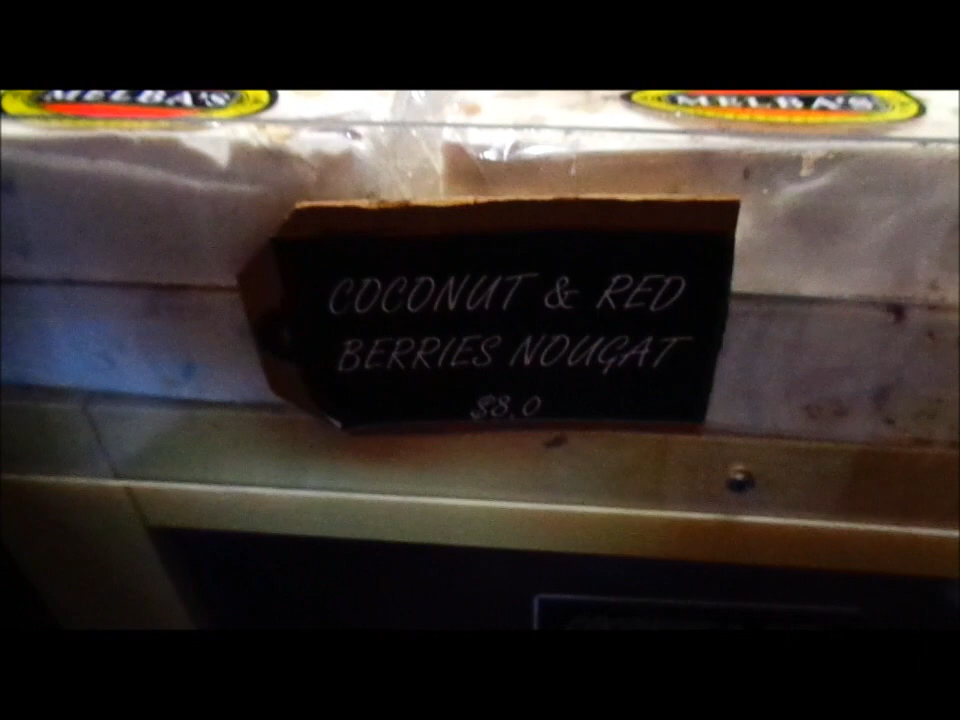 MELBA'S
MELBA'S
COCONUT & RED
BERRIES NOUGAT
$8.0